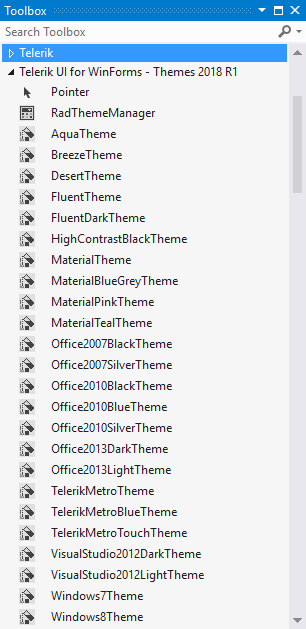 Toolbox
Search Toolbox
Telerik
Telerik UI for WinForms - Themes 2018 R1
Pointer
RadThemeManager
AquaTheme
BreezeTheme
DesertTheme
FluentTheme
FluentDarkTheme
HighContrastBlackTheme
MaterialTheme
MaterialBlueGreyTheme
MaterialPinkTheme
MaterialTealTheme
Office2007BlackTheme
Office2007SilverTheme
Office2010BlackTheme
Office2010BlueTheme
Office2010SilverTheme
Office2013DarkTheme
Office2013LightTheme
TelerikMetroTheme
TelerikMetroBlueTheme
TelerikMetroTouchTheme
VisualStudio2012DarkTheme
VisualStudio2012LightTheme
Windows7Theme
Windows8Theme